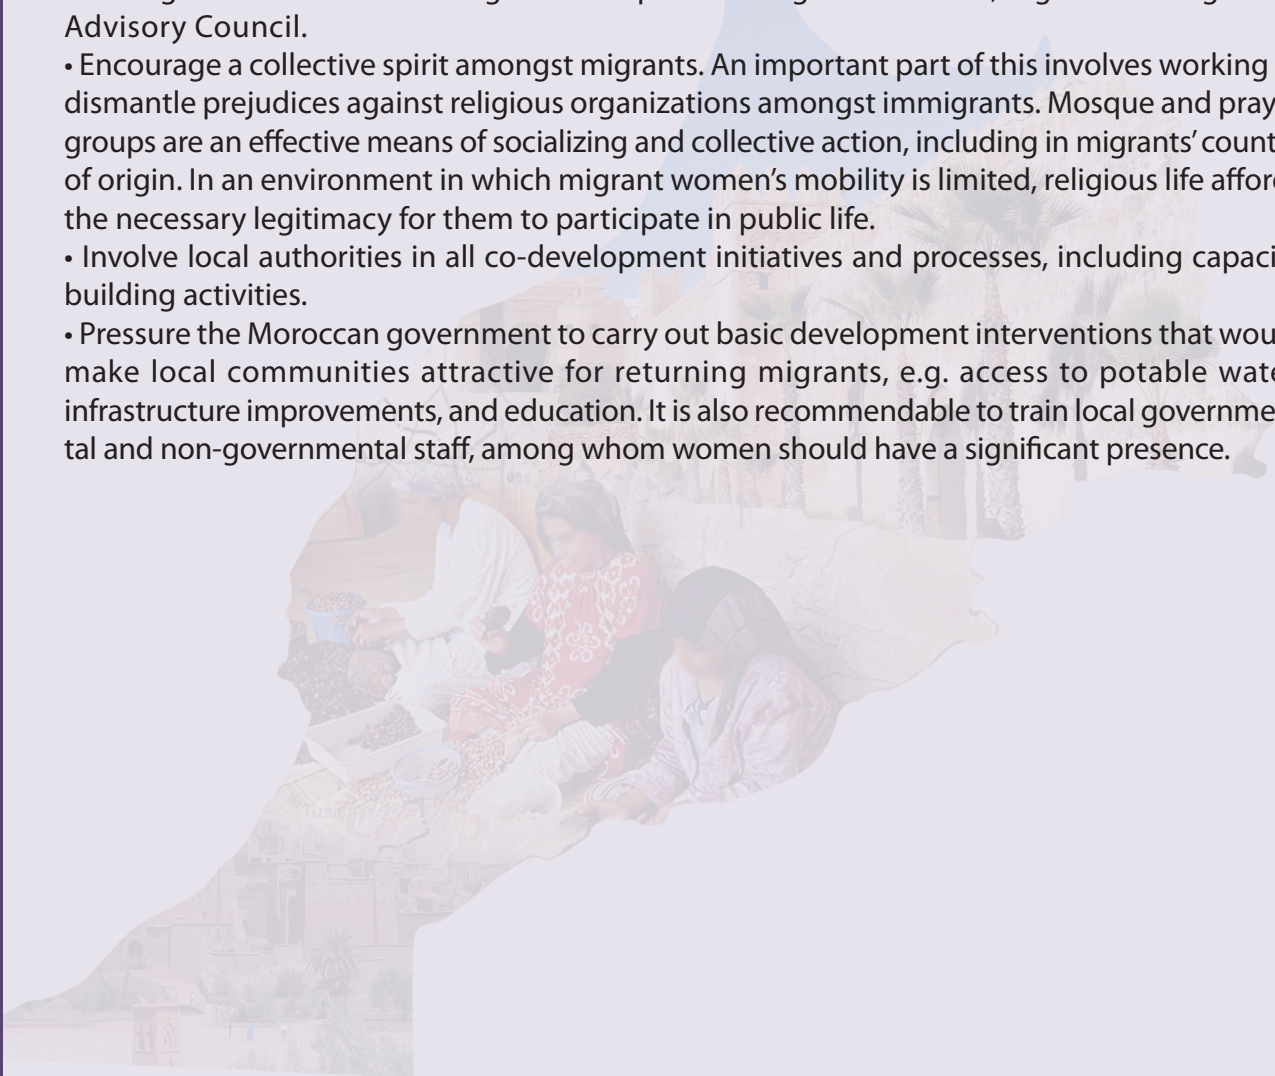 Advisory Council.
• Encourage a collective spirit amongst migrants. An important part of this involves working
dismantle prejudices against religious organizations amongst immigrants. Mosque and pray
groups are an effective means of socializing and collective action, including in migrants’ count
of origin. In an environment in which migrant women’s mobility is limited, religious life affor
the necessary legitimacy for them to participate in public life.
• Involve local authorities in all co-development initiatives and processes, including capaci
building activities.
• Pressure the Moroccan government to carry out basic development interventions that wou
make local communities attractive for returning migrants, e.g. access to potable wate
infrastructure improvements, and education. It is also recommendable to train local governme
tal and non-governmental staff, among whom women should have a significant presence.